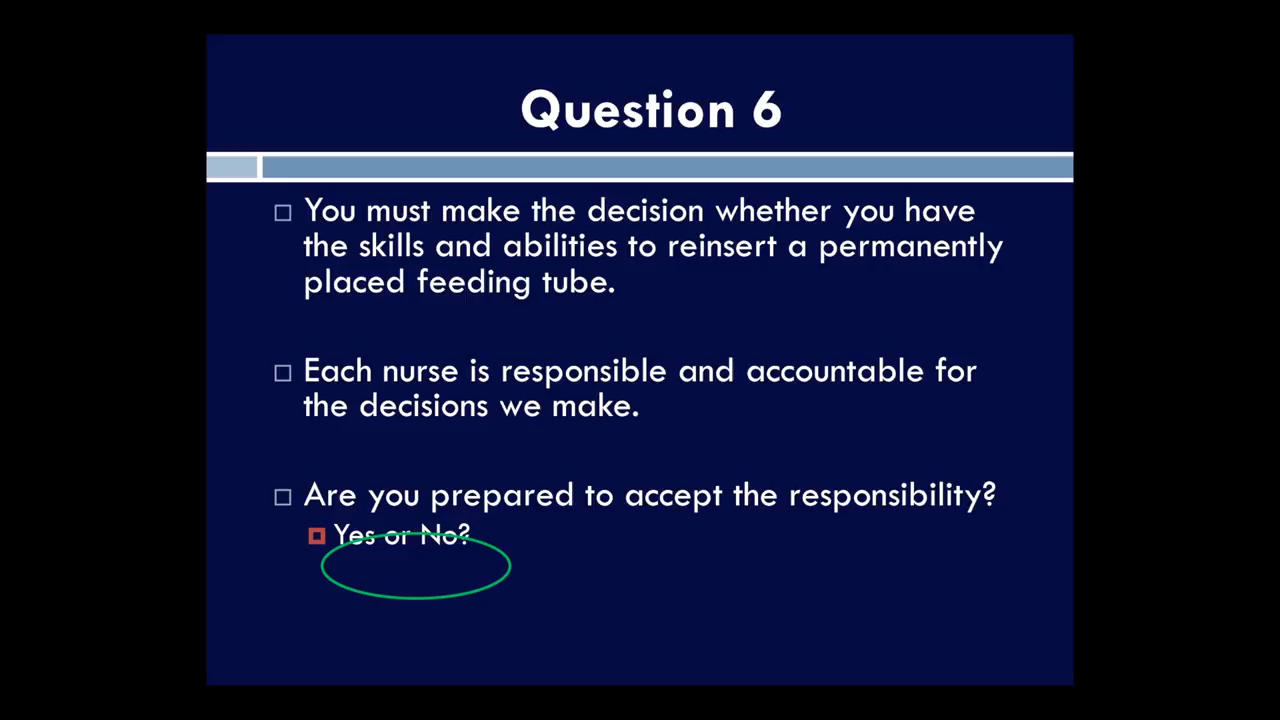 Question 6
You must make the decision whether you have
the skills and abilities to reinsert a permanently
placed feeding tube.
Each nurse is responsible and accountable for
the decisions we make.
Are you prepared to accept the responsibility?
Yes or No?